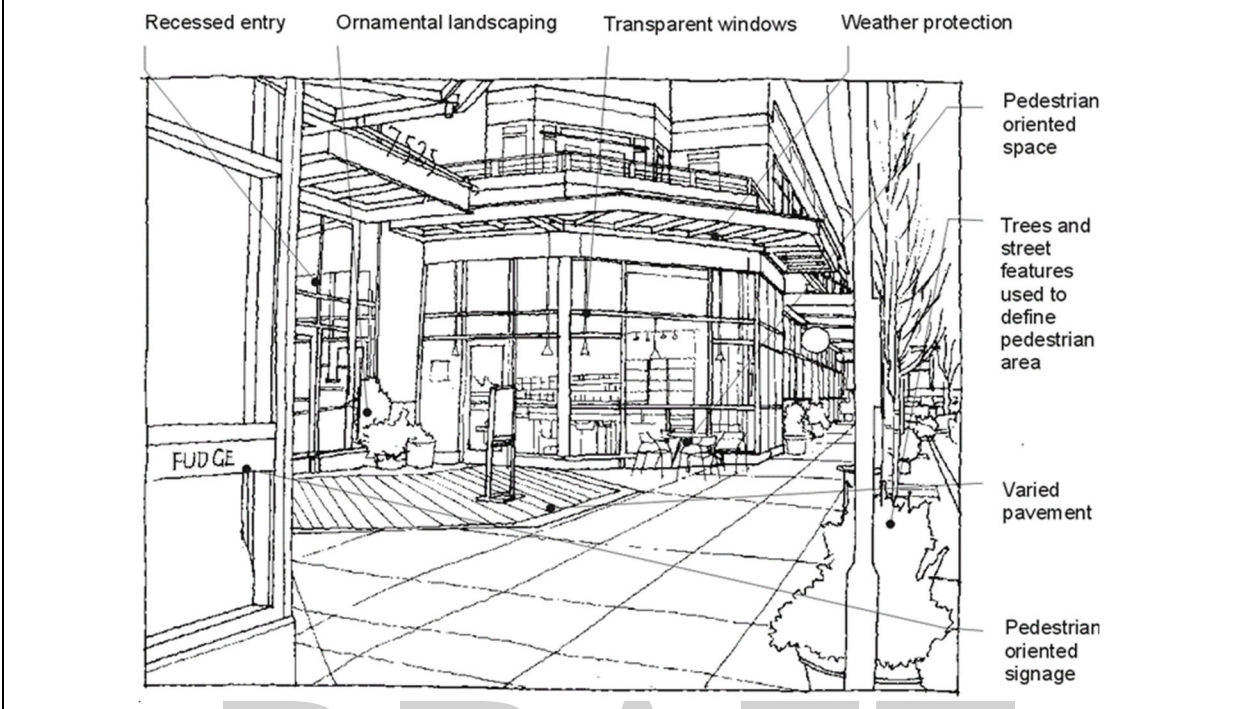 Recessed entry
Ornamental landscaping
Transparent windows
Weather protection
Pedestrian
oriented
space
Trees and
street
features
used to
define
pedestrian
area
7525
FUDGE
Varied
pavement
Pedestrian
oriented
signage
DRAFT